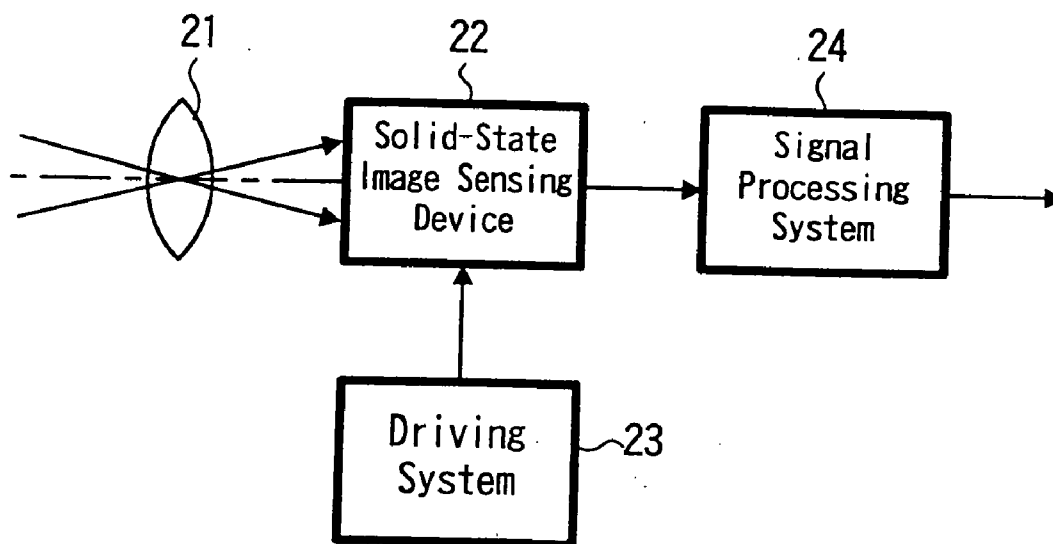 21
22
24
Solid-State
Image Sensing
Device
Signal
Processing
System
Driving
System
23